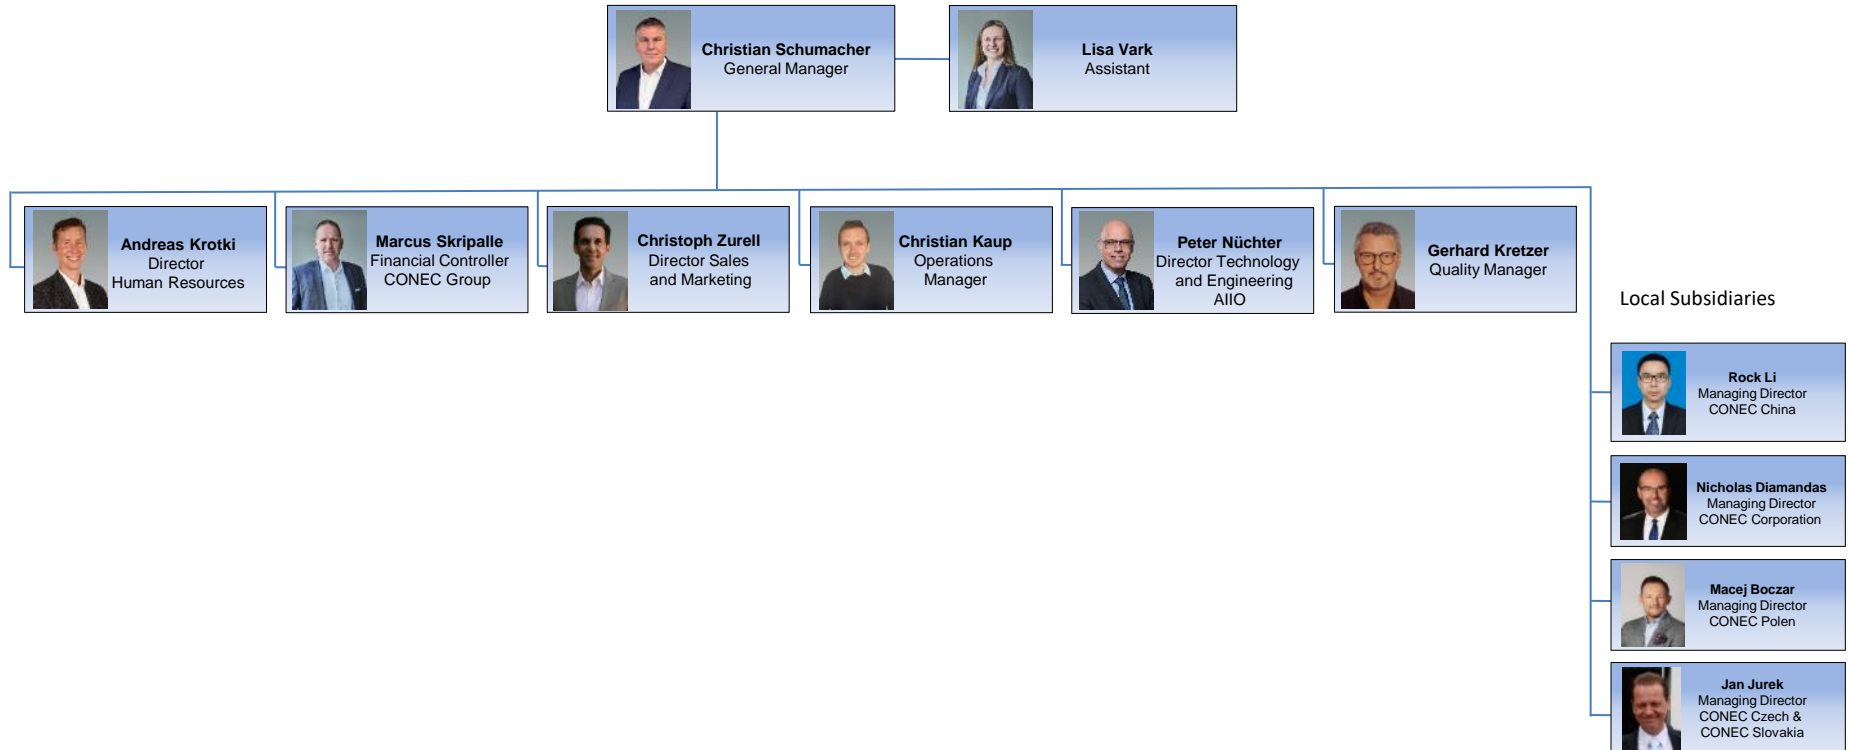 Christian Schumacher
General Manager
Lisa Vark
Assistant
Andreas Krotki
Director
Human Resources
Marcus Skripalle
Financial Controller
CONEC Group
Christoph Zurell
Director Sales
and Marketing
Christian Kaup
Operations
Manager
Peter Nüchter
Director Technology
and Engineering
AIIO
Gerhard Kretzer
Quality Manager
Local Subsidiaries
Rock Li
Managing Director
CONEC China
Nicholas Diamandas
Managing Director
CONEC Corporation
Macej Boczar
Managing Director
CONEC Polen
Jan Jurek
Managing Director
CONEC Czech &
CONEC Slovakia